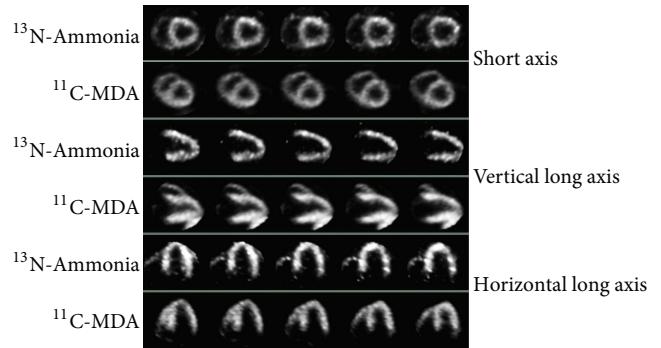 ¹³N-Ammonia
Short axis
¹¹C-MDA
¹³N-Ammonia
Vertical long axis
¹¹C-MDA
¹³N-Ammonia
Horizontal long axis
¹¹C-MDA